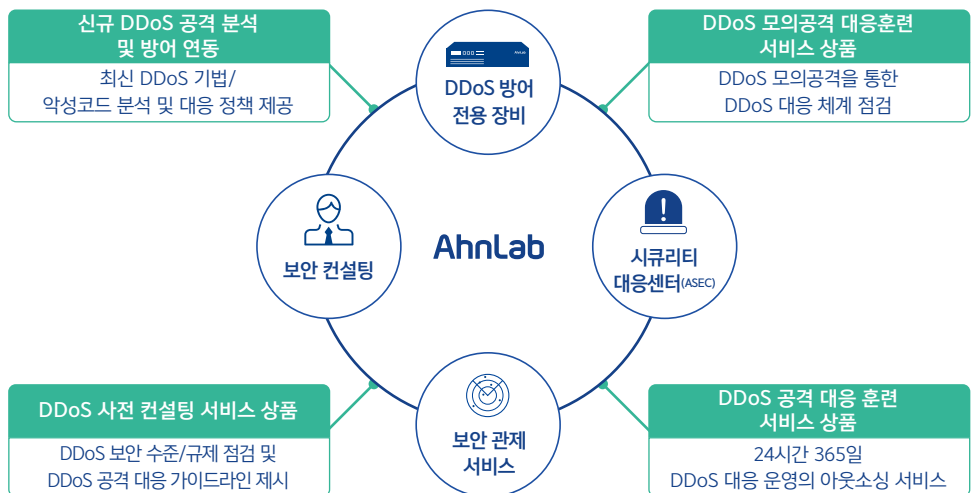 신규 DDoS 공격 분석
및 방어 연동
최신 DDoS 기법/
악성코드 분석 및 대응 정책 제공
AhnLab
DDoS 방어
전용 장비
DDoS 모의공격 대응훈련
서비스 상품
DDoS 모의공격을 통한
DDoS 대응 체계 점검
보안 컨설팅
AhnLab
시큐리티
대응센터(ASEC)
DDoS 사전 컨설팅 서비스 상품
DDoS 보안 수준/규제 점검 및
DDoS 공격 대응 가이드라인 제시
보안 관제
서비스
DDoS 공격 대응 훈련
서비스 상품
24시간 365일
DDoS 대응 운영의 아웃소싱 서비스